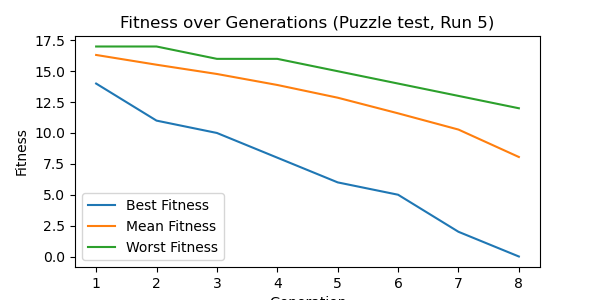 Fitness over Generations (Puzzle test, Run 5)
Fitness
17.5
15.0
12.5
10.0
7.5
5.0
2.5
0.0
Best Fitness
Mean Fitness
Worst Fitness
1 2 3 4 5 6 7 8
Generation